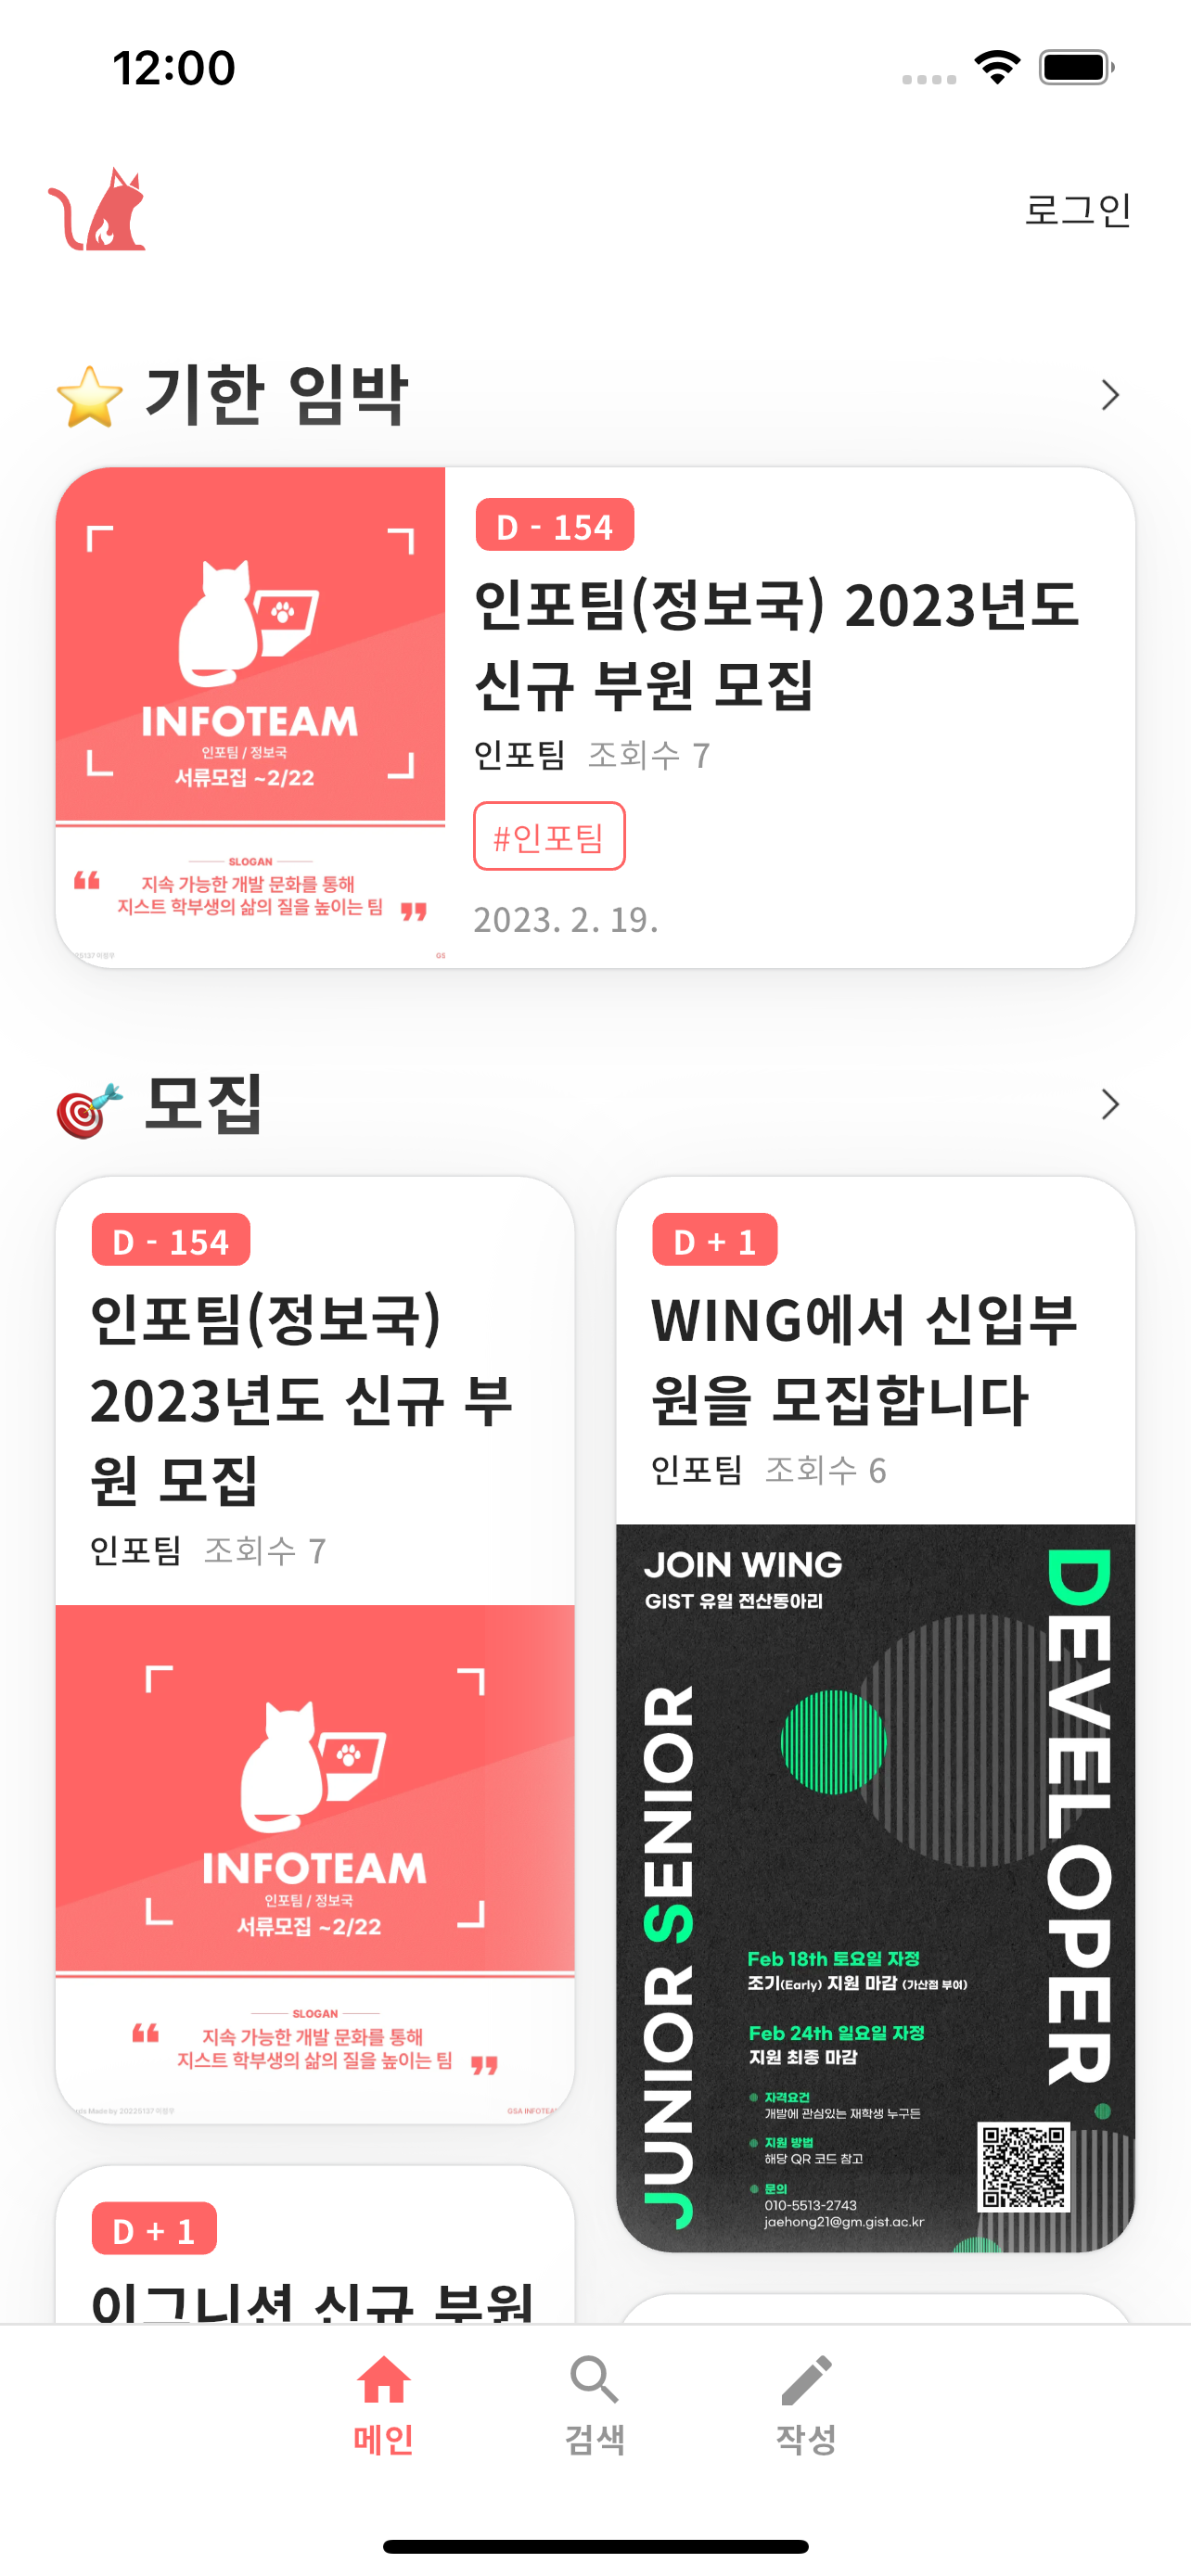 12:00
로그인
⭐ 기한 임박
INFOTEAM
인포팀 / 정보국
서류모집 ~2/22
SLOGAN
❝ 지속 가능한 개발 문화를 통해
지스트 학부생의 삶의 질을 높이는 팀 ❞
GS
D - 154
인포팀(정보국) 2023년도
신규 부원 모집
인포팀 조회수 7
#인포팀
2023. 2. 19.
🎯 모집
D - 154
인포팀(정보국)
2023년도 신규 부
원 모집
인포팀 조회수 7
INFOTEAM
인포팀 / 정보국
서류모집 ~2/22
SLOGAN
❝ 지속 가능한 개발 문화를 통해
지스트 학부생의 삶의 질을 높이는 팀 ❞
Made by 20225137
GSA INFOTEAM
D + 1
WING에서 신입부
원을 모집합니다
인포팀 조회수 6
JOIN WING
GIST 유일 전산동아리
JUNIOR SENIOR
DEVELOPER
Feb 18th 토요일 자정
조기(Early) 지원 마감 (가산점 부여)
Feb 24th 일요일 자정
지원 최종 마감
자격요건
개발에 관심있는 재학생 누구든
지원 방법
해당 QR 코드 참고
문의
010-5513-2743
jaehong21@gm.gist.ac.kr
D + 1
이그니션 신규 부원
메인
검색
작성